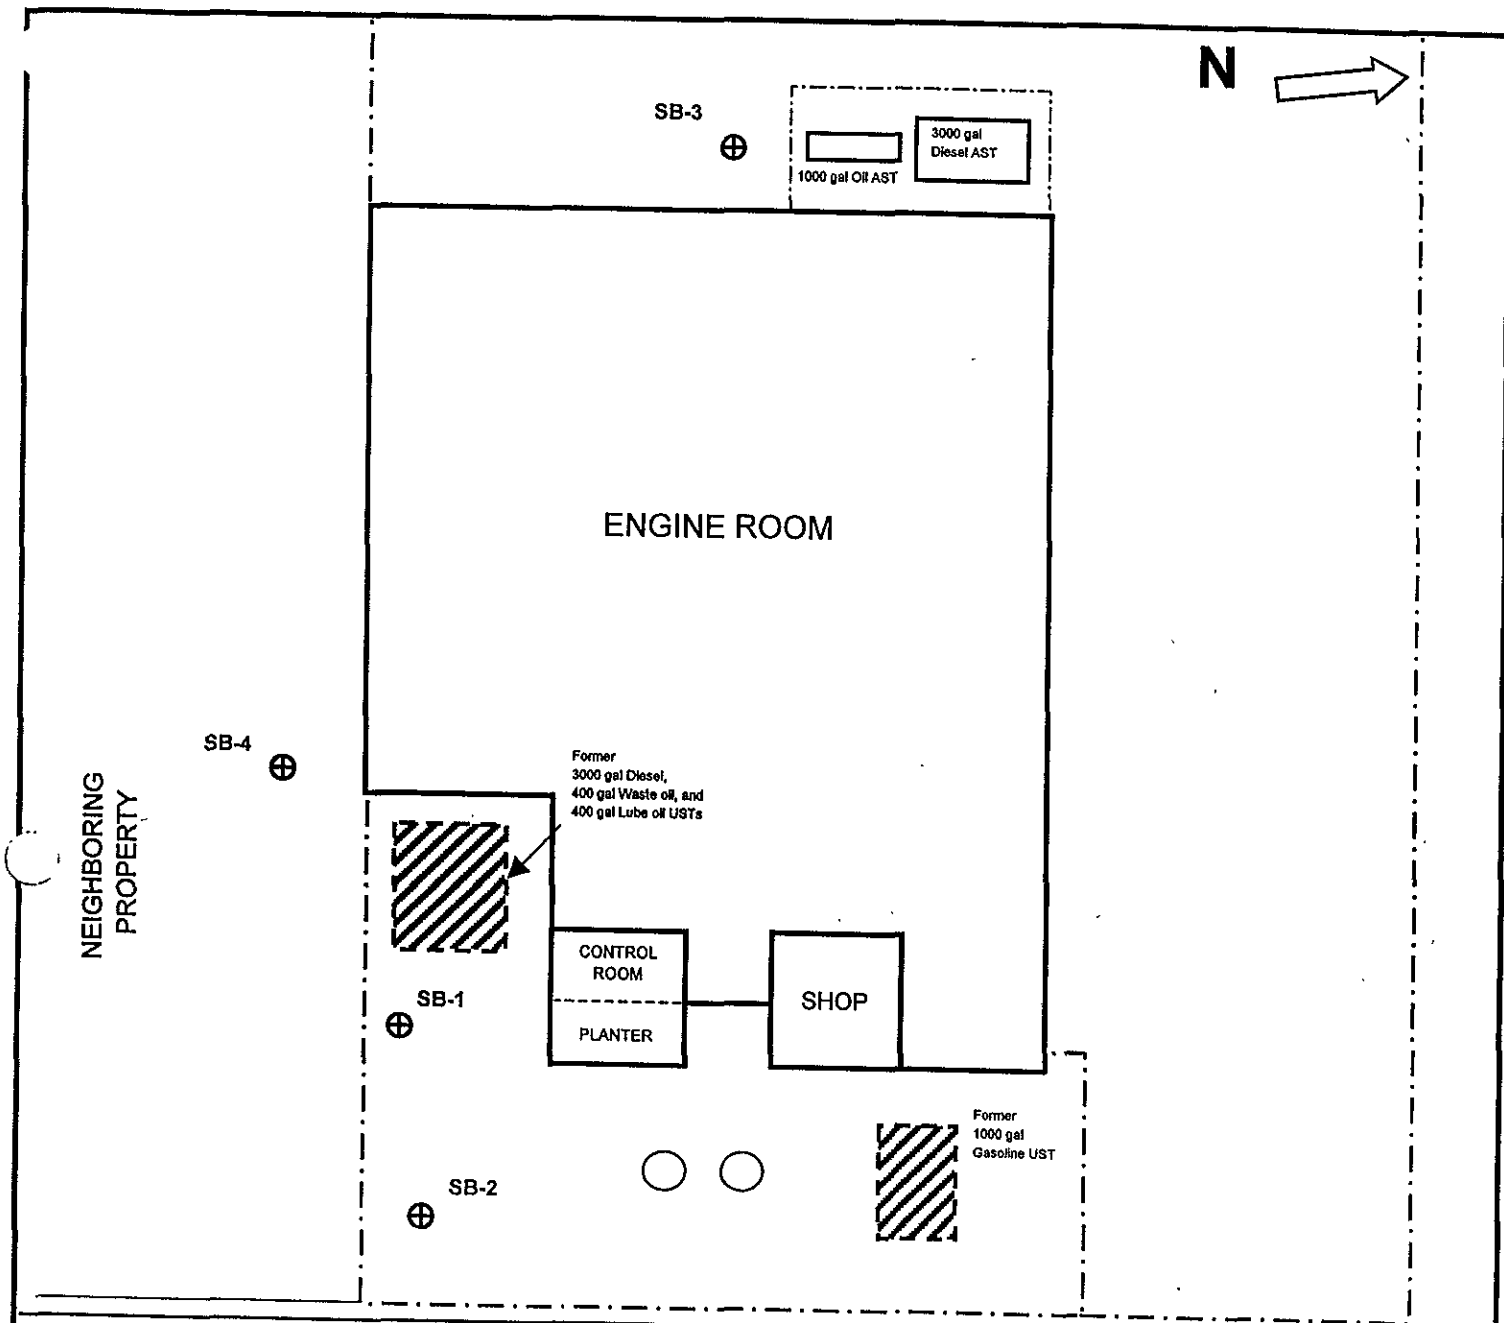 N
SB-3
3000 gal
Diesel AST
1000 gal Oil AST
ENGINE ROOM
SB-4
Former
3000 gal Diesel,
400 gal Waste oil, and
400 gal Lube oil USTs
NEIGHBORING
PROPERTY
CONTROL
ROOM
SHOP
SB-1
PLANTER
Former
1000 gal
Gasoline UST
SB-2